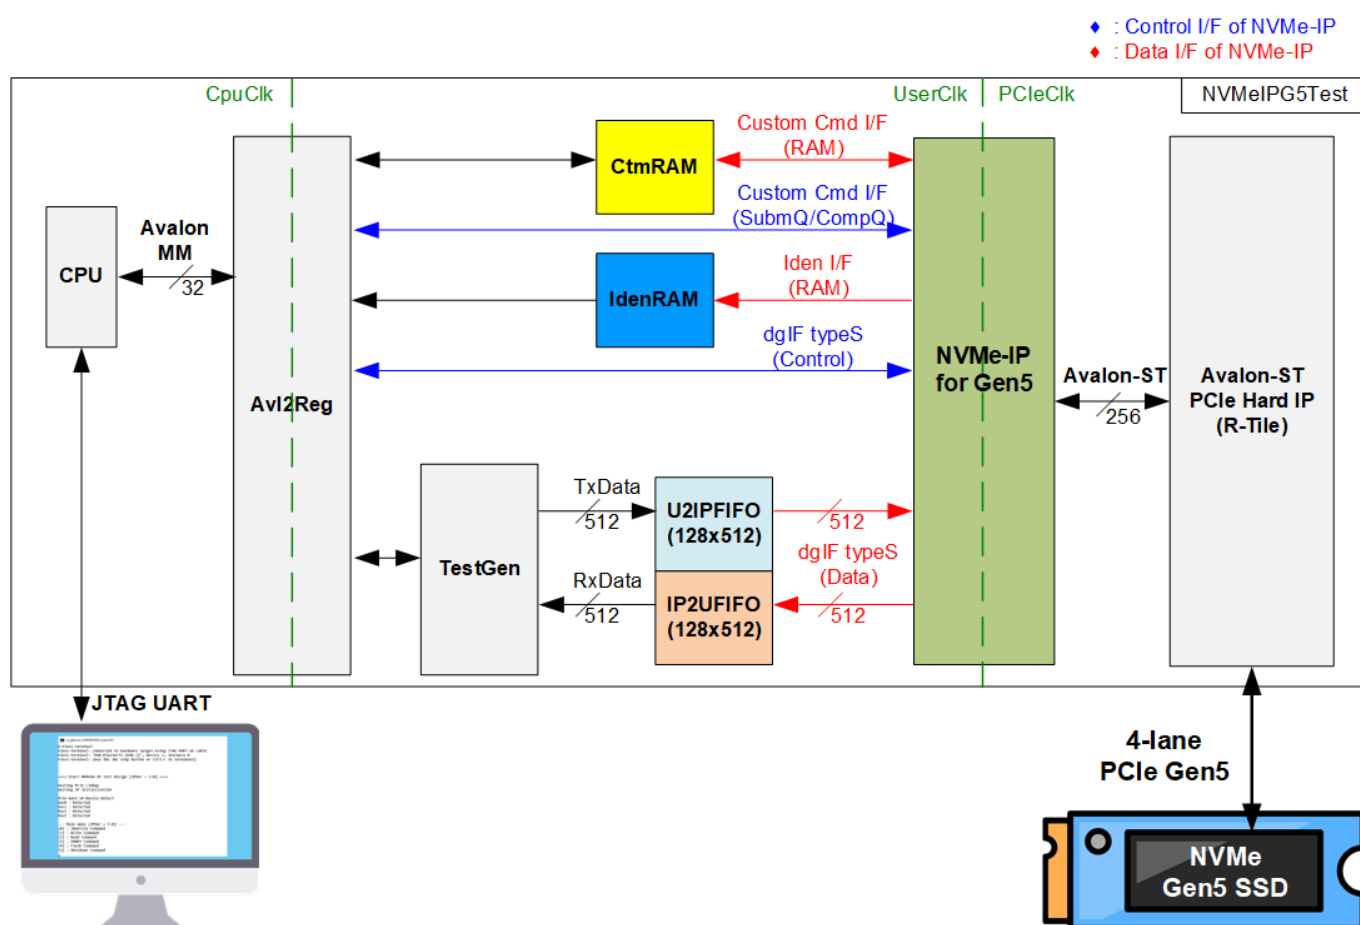 ♦ : Control I/F of NVMe-IP
♦ : Data I/F of NVMe-IP
CpuClk
UserClk
PCIeClk
NVMeIPG5Test
Custom Cmd I/F
(RAM)
CtmRAM
Custom Cmd I/F
(SubmQ/CompQ)
CPU
Avalon
MM
32
Iden I/F
(RAM)
IdenRAM
dgIF typeS
(Control)
NVMe-IP
for Gen5
Avl2Reg
Avalon-ST
256
Avalon-ST
PCIe Hard IP
(R-Tile)
TestGen
TxData
512
U2IPFIFO
(128x512)
512
dgIF typeS
(Data)
RxData
512
IP2UFIFO
(128x512)
512
JTAG UART
4-lane
PCIe Gen5
NVMe
Gen5 SSD